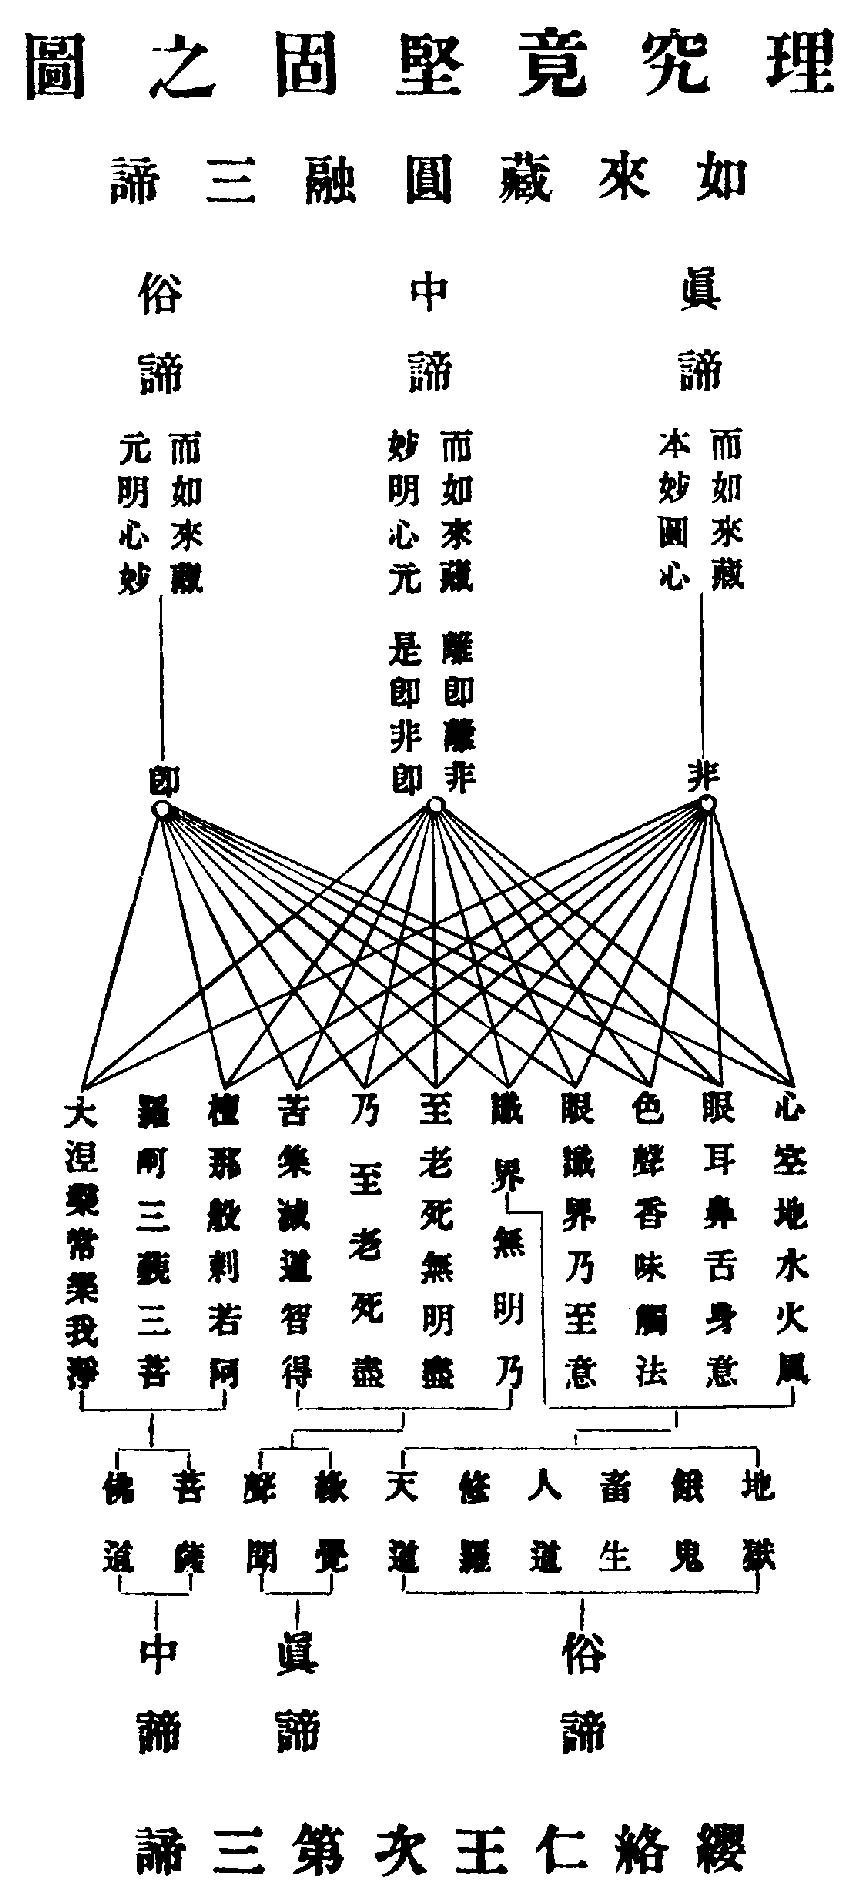 理究竟堅固之圖
如來藏圓融三諦
眞諦
而如來藏
本妙圓心
非
中諦
而如來藏
妙明心元
離卽離非
是卽非卽
俗諦
而如來藏
元明心妙
卽
心空地水火風
眼耳鼻舌身意
色聲香味觸法
眼識界乃至意
識界無明乃
至老死無明盡
乃至老死盡
苦集滅道智得
檀那般剌若阿
羅呵三藐三菩
大涅槃常樂我淨
地獄
餓鬼
畜生
人道
修羅
天道
緣覺
聲聞
菩薩
佛道
俗諦
眞諦
中諦
纓絡仁王次第三諦